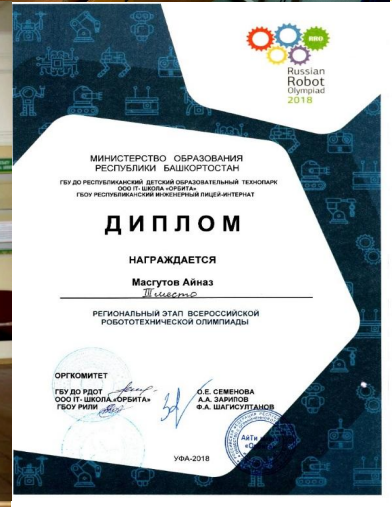 RRO
Russian
Robot
Olympiad
2018
МИНИСТЕРСТВО ОБРАЗОВАНИЯ
РЕСПУБЛИКИ БАШКОРТОСТАН
ГБУ ДО РЕСПУБЛИКАНСКИЙ ДЕТСКИЙ ОБРАЗОВАТЕЛЬНЫЙ ТЕХНОПАРК
ООО IT- ШКОЛА «ОРБИТА»
ГБОУ РЕСПУБЛИКАНСКИЙ ИНЖЕНЕРНЫЙ ЛИЦЕЙ-ИНТЕРНАТ
ДИПЛОМ
НАГРАЖДАЕТСЯ
Масгутов Айназ
III место
РЕГИОНАЛЬНЫЙ ЭТАП ВСЕРОССИЙСКОЙ
РОБОТОТЕХНИЧЕСКОЙ ОЛИМПИАДЫ
ОРГКОМИТЕТ
ГБУ ДО РДОТ О.Е. СЕМЕНОВА
ООО IT- ШКОЛА «ОРБИТА» А.А. ЗАРИПОВ
ГБОУ РИЛИ Ф.А. ШАГИСУЛТАНОВ
АйТи
УФА-2018